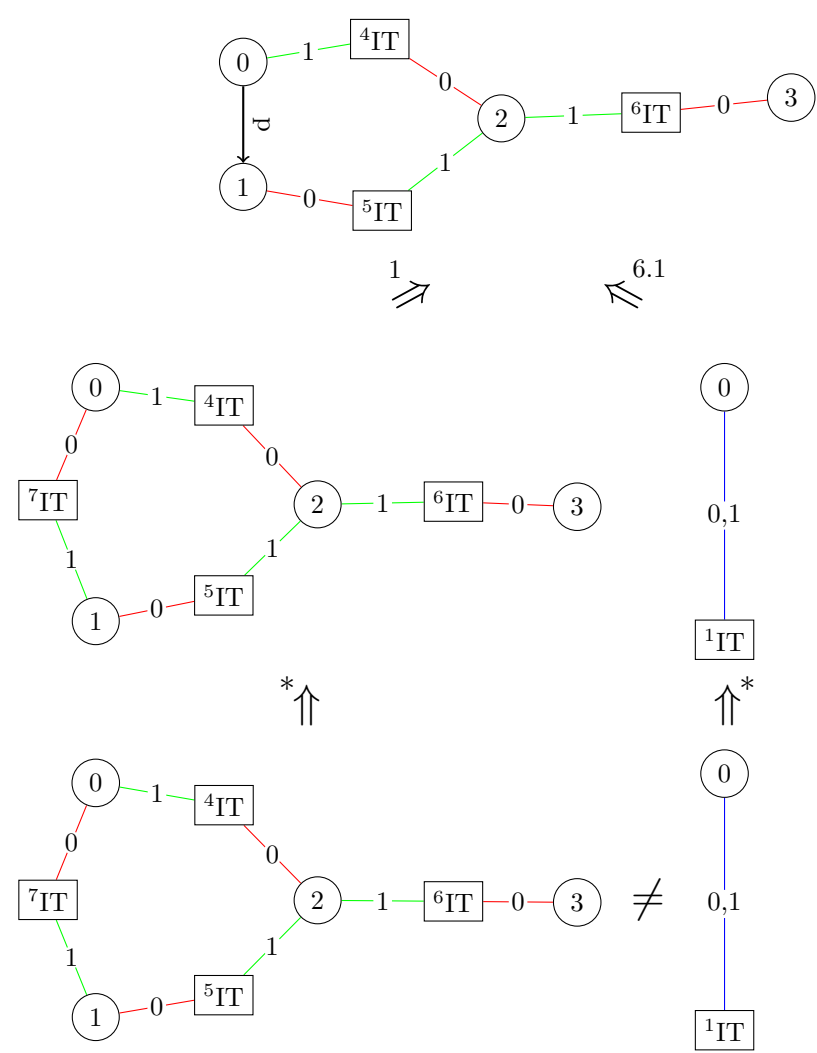 0 1 ⁴IT 0 2 1 ⁶IT 0 3
p
1 0 ⁵IT 1
1 ⇒ 6.1 ⇐
0 1 ⁴IT 0
0 ⁷IT 2 1 ⁶IT 0 3
1 1 0 ⁵IT 1
0
0,1
¹IT
*⇑ ⇑*
0 1 ⁴IT 0
0 ⁷IT 2 1 ⁶IT 0 3 ≠
1 1 0 ⁵IT 1
0
0,1
¹IT